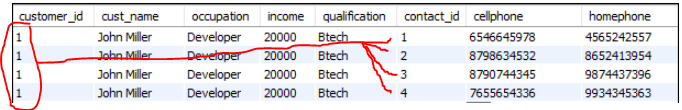 customer_id cust_name occupation income qualification contact_id cellphone homephone
1 John Miller Developer 20000 Btech 1 6546645978 4565242557
1 John Miller Developer 20000 Btech 2 8798634532 8652413954
1 John Miller Developer 20000 Btech 3 8790744345 9874437396
1 John Miller Developer 20000 Btech 4 7655654336 9934345363